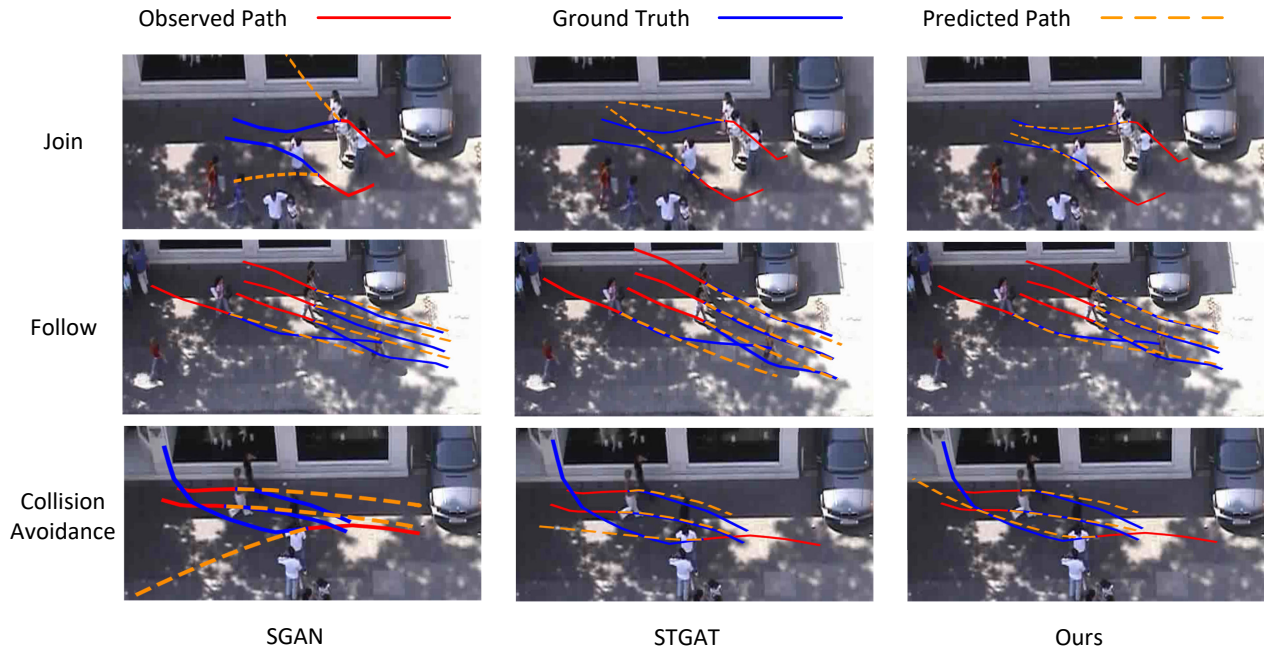 Observed Path
Ground Truth
Predicted Path
Join
Follow
Collision
Avoidance
SGAN
STGAT
Ours